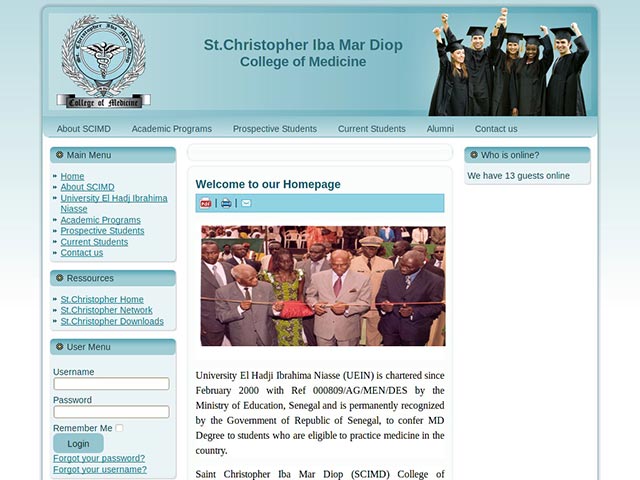 St. Christopher Iba Mar Diop
College of Medicine
St.Christopher Iba Mar Diop
College of Medicine
About SCIMD
Academic Programs
Prospective Students
Current Students
Alumni
Contact us
Main Menu
Home
About SCIMD
University El Hadj Ibrahima
Niasse
Academic Programs
Prospective Students
Current Students
Contact us
Ressources
St.Christopher Home
St.Christopher Network
St.Christopher Downloads
User Menu
Username
Password
Remember Me
Login
Forgot your password?
Forgot your username?
Welcome to our Homepage
PDF | |
University El Hadji Ibrahima Niasse (UEIN) is chartered since
February 2000 with Ref 000809/AG/MEN/DES by the
Ministry of Education, Senegal and is permanently recognized
by the Government of Republic of Senegal, to confer MD
Degree to students who are eligible to practice medicine in the
country.
Saint Christopher Iba Mar Diop (SCIMD) College of
Who is online?
We have 13 guests online